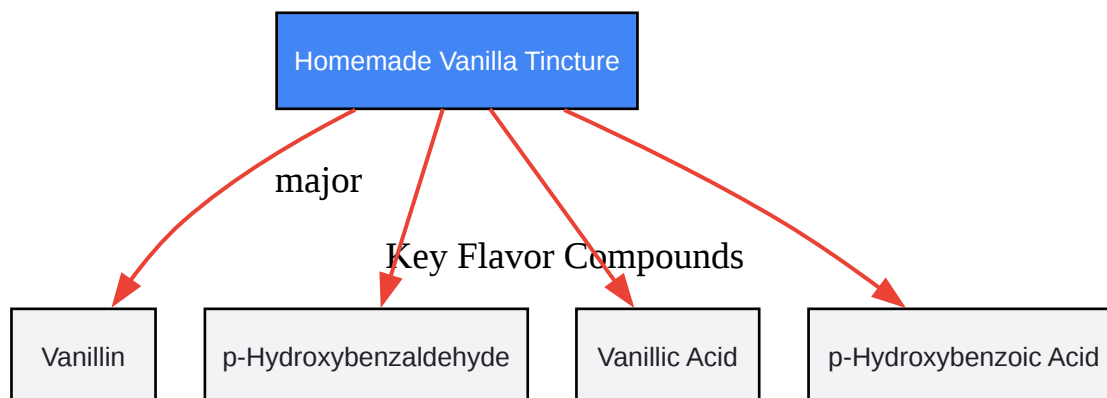 Homemade Vanilla Tincture
major
Key Flavor Compounds
Vanillin
p-Hydroxybenzaldehyde
Vanillic Acid
p-Hydroxybenzoic Acid